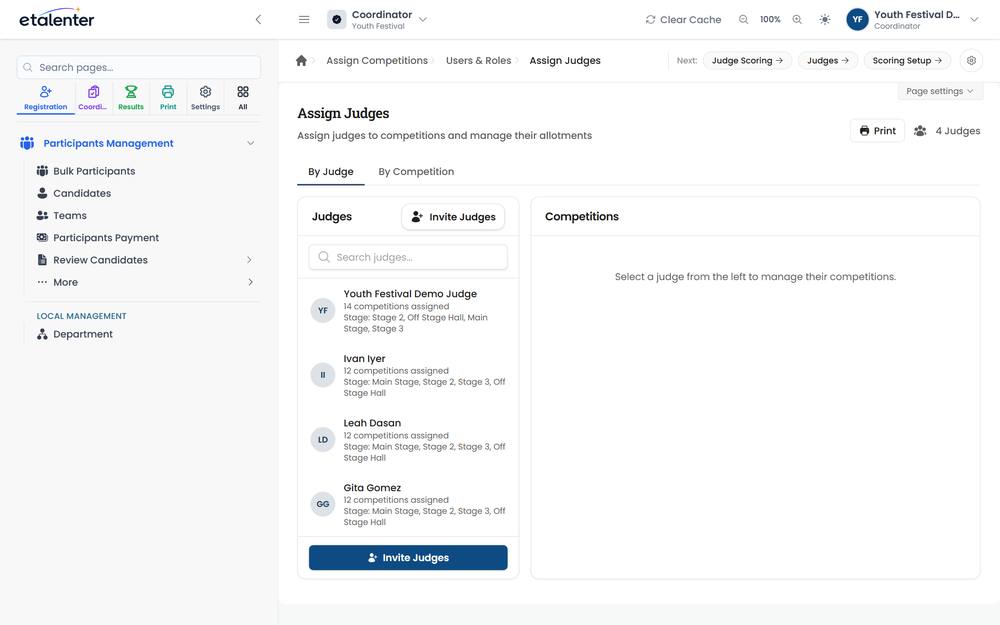 etalenter
Coordinator
Youth Festival
Clear Cache
100%
YF
Youth Festival D...
Coordinator
Search pages...
Registration
Coordi...
Results
Print
Settings
All
Participants Management
Bulk Participants
Candidates
Teams
Participants Payment
Review Candidates
More
LOCAL MANAGEMENT
Department
Assign Competitions
Users & Roles
Assign Judges
Next:
Judge Scoring →
Judges →
Scoring Setup →
Page settings
Assign Judges
Assign judges to competitions and manage their allotments
Print
4 Judges
By Judge
By Competition
Judges
Invite Judges
Search judges...
YF
Youth Festival Demo Judge
14 competitions assigned
Stage: Stage 2, Off Stage Hall, Main
Stage, Stage 3
II
Ivan Iyer
12 competitions assigned
Stage: Main Stage, Stage 2, Stage 3, Off
Stage Hall
LD
Leah Dasan
12 competitions assigned
Stage: Main Stage, Stage 2, Stage 3, Off
Stage Hall
GG
Gita Gomez
12 competitions assigned
Stage: Main Stage, Stage 2, Stage 3, Off
Stage Hall
Invite Judges
Competitions
Select a judge from the left to manage their competitions.